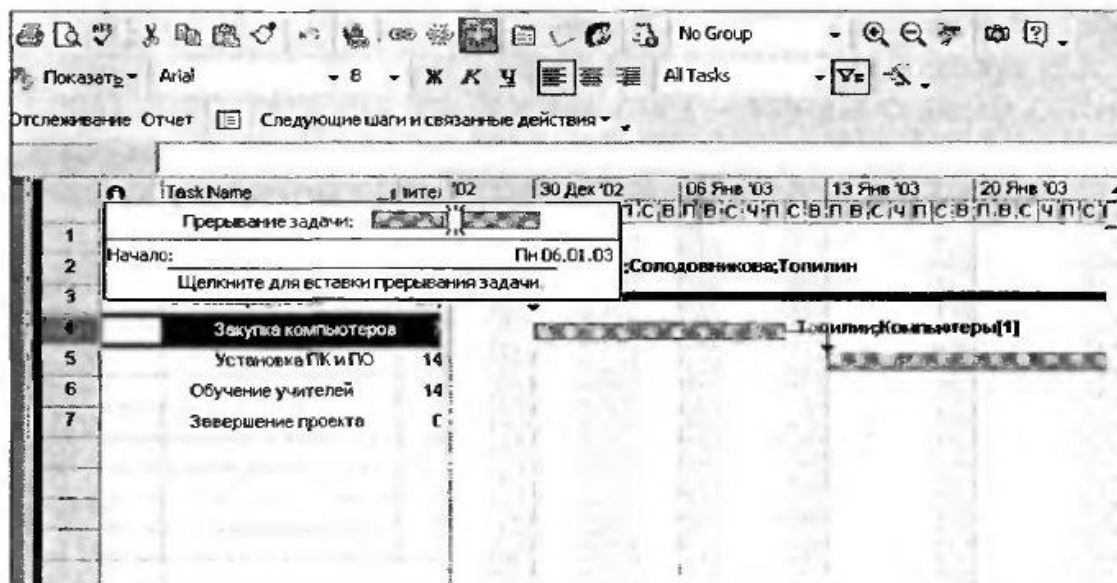 No Group
Показать Arial 8 Ж К Ч All Tasks
Отслеживание Отчет Следующие шаги и связанные действия
Task Name '02 30 Дек '02 06 Янв '03 13 Янв '03 20 Янв '03
Прерывание задачи:
1
Начало: Пн 06.01.03
2 ;Солодовникова;Топилин
Щелкните для вставки прерывания задачи.
3
4 Закупка компьютеров Топилин;Компьютеры[1]
5 Установка ПК и ПО 14
6 Обучение учителей 14
7 Завершение проекта